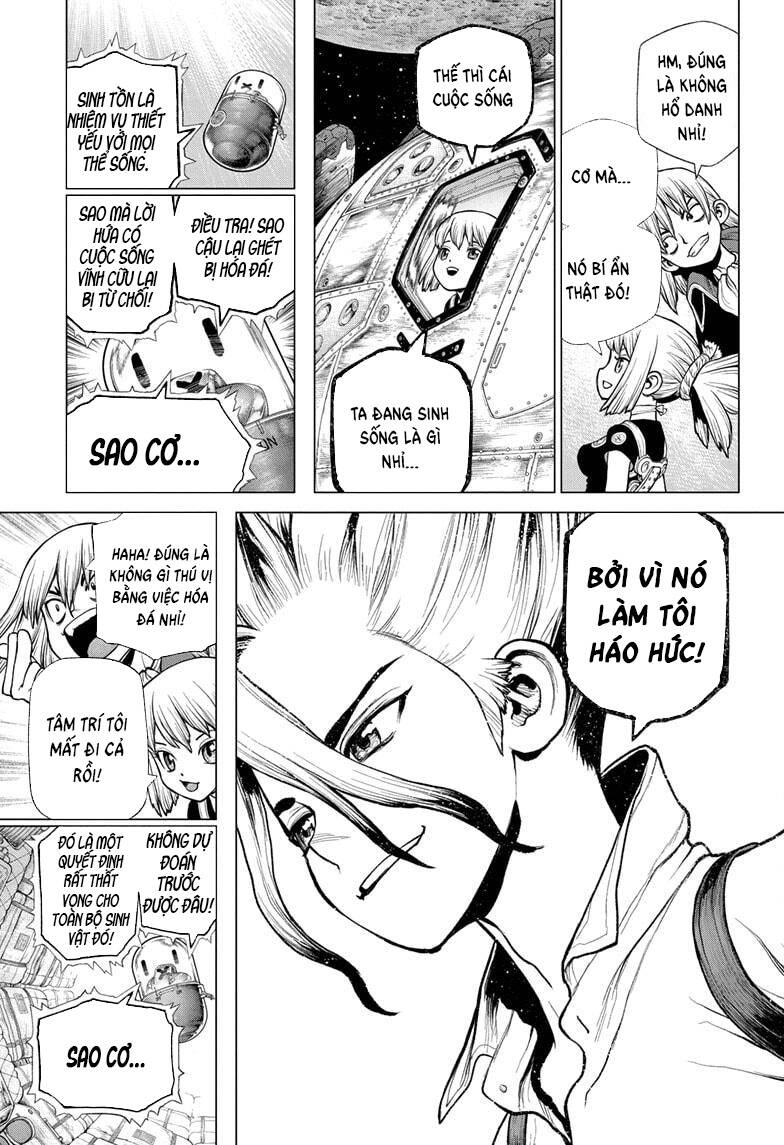 HM, ĐÚNG
LÀ KHÔNG
HỔ DANH
NHỈ!
CƠ MÀ...
NÓ BÍ ẨN
THẬT ĐÓ!
THẾ THÌ CÁI
CUỘC SỐNG
TA ĐANG SINH
SỐNG LÀ GÌ
NHỈ...
SINH TỒN LÀ
NHIỆM VỤ THIẾT
YẾU VỚI MỌI
THỂ SỐNG.
ĐIỀU TRA! SAO
CẬU LẠI GHÉT
BỊ HÓA ĐÁ!
SAO MÀ LỜI
HỨA CÓ
CUỘC SỐNG
VĨNH CỬU LẠI
BỊ TỪ CHỐI!
SAO CƠ...
BỞI VÌ NÓ
LÀM TÔI
HÁO HỨC!
HAHA! ĐÚNG LÀ
KHÔNG GÌ THÚ VỊ
BẰNG VIỆC HÓA
ĐÁ NHỈ!
TÂM TRÍ TÔI
MẤT ĐI CẢ
RỒI!
KHÔNG DỰ
ĐOÁN
TRƯỚC
ĐƯỢC ĐÂU!
ĐÓ LÀ MỘT
QUYẾT ĐỊNH
RẤT THẤT
VỌNG CHO
TOÀN BỘ SINH
VẬT ĐÓ!
SAO CƠ...